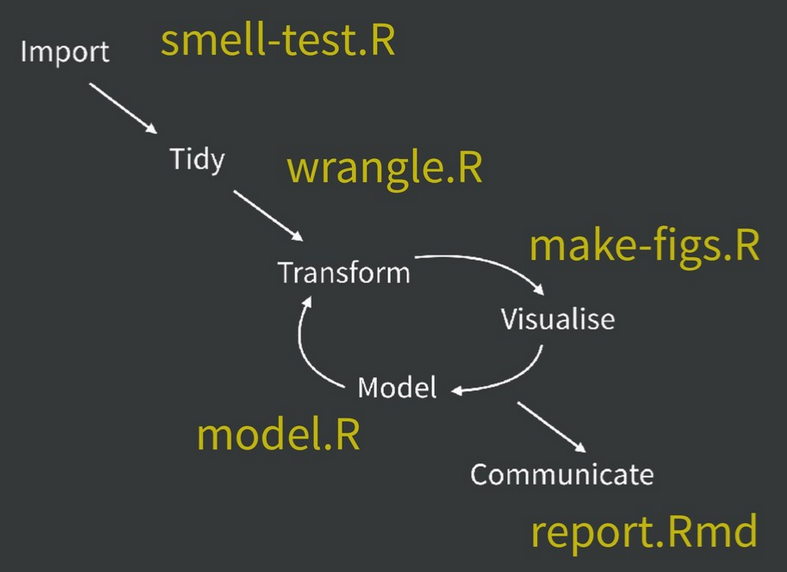 Import
smell-test.R
Tidy
wrangle.R
make-figs.R
Transform
Visualise
Model
model.R
Communicate
report.Rmd